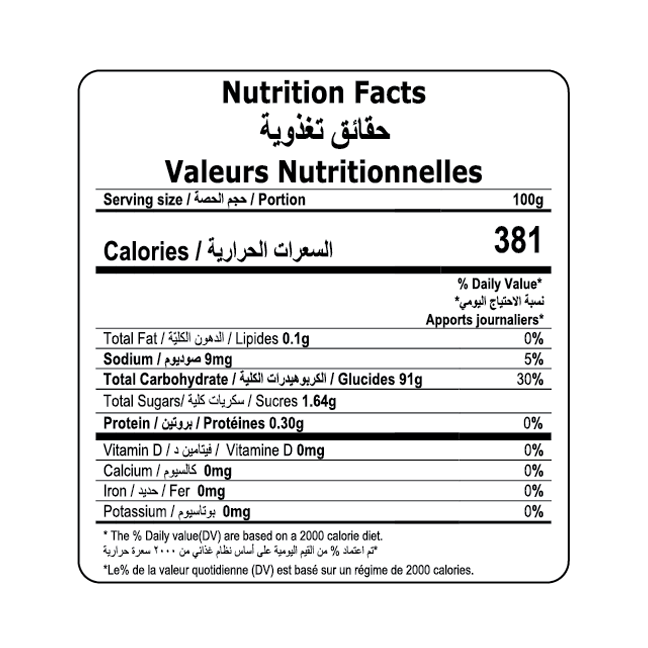 Nutrition Facts
حقائق تغذوية
Valeurs Nutritionnelles
Serving size / حجم الحصة / Portion 100g
Calories / السعرات الحرارية 381
% Daily Value*
نسبة الاحتياج اليومي*
Apports journaliers*
Total Fat / الدهون الكليّة / Lipides 0.1g 0%
Sodium / صوديوم 9mg 5%
Total Carbohydrate / الكربوهيدرات الكلية / Glucides 91g 30%
Total Sugars/ سكريات كلية / Sucres 1.64g
Protein / بروتين / Protéines 0.30g 0%
Vitamin D / فيتامين د / Vitamine D 0mg 0%
Calcium / كالسيوم 0mg 0%
Iron / حديد / Fer 0mg 0%
Potassium / بوتاسيوم 0mg 0%
* The % Daily value(DV) are based on a 2000 calorie diet.
*تم اعتماد % من القيم اليومية على أساس نظام غذائي من ٢٠٠٠ سعرة حرارية
*Le% de la valeur quotidienne (DV) est basé sur un régime de 2000 calories.